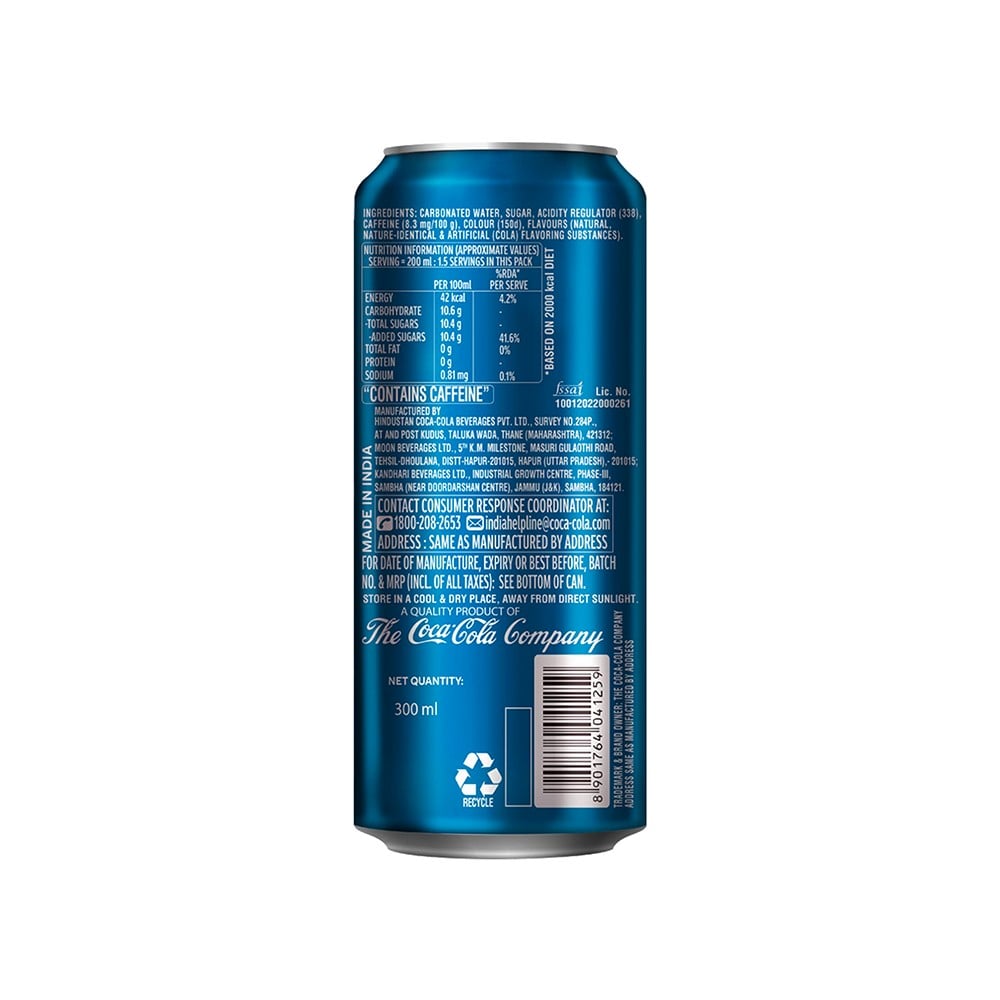 INGREDIENTS: CARBONATED WATER, SUGAR, ACIDITY REGULATOR (338),
CAFFEINE (8.3 mg/100 g), COLOUR (150d), FLAVOURS (NATURAL,
NATURE-IDENTICAL & ARTIFICIAL (COLA) FLAVORING SUBSTANCES).
NUTRITION INFORMATION (APPROXIMATE VALUES)
SERVING = 200 ml : 1.5 SERVINGS IN THIS PACK
%RDA*
PER 100ml PER SERVE
ENERGY 42 kcal 4.2%
CARBOHYDRATE 10.6 g -
-TOTAL SUGARS 10.4 g -
-ADDED SUGARS 10.4 g 41.6%
TOTAL FAT 0 g 0%
PROTEIN 0 g -
SODIUM 0.81 mg 0.1%
*BASED ON 2000 kcal DIET
"CONTAINS CAFFEINE"
fssai Lic. No.
10012022000261
MADE IN INDIA
MANUFACTURED BY
HINDUSTAN COCA-COLA BEVERAGES PVT. LTD., SURVEY NO.284P.,
AT AND POST KUDUS, TALUKA WADA, THANE (MAHARASHTRA), 421312;
MOON BEVERAGES LTD., 5TH K.M. MILESTONE, MASURI GULAOTHI ROAD,
TEHSIL-DHOULANA, DISTT-HAPUR-201015, HAPUR (UTTAR PRADESH),- 201015;
KANDHARI BEVERAGES LTD., INDUSTRIAL GROWTH CENTRE, PHASE-III,
SAMBHA (NEAR DOORDARSHAN CENTRE), JAMMU (J&K), SAMBHA, 184121.
CONTACT CONSUMER RESPONSE COORDINATOR AT:
1800-208-2653 indiahelpline@coca-cola.com
ADDRESS : SAME AS MANUFACTURED BY ADDRESS
FOR DATE OF MANUFACTURE, EXPIRY OR BEST BEFORE, BATCH
NO. & MRP (INCL. OF ALL TAXES): SEE BOTTOM OF CAN.
STORE IN A COOL & DRY PLACE, AWAY FROM DIRECT SUNLIGHT.
A QUALITY PRODUCT OF
The Coca-Cola Company
NET QUANTITY:
300 ml
RECYCLE
8 901764 041259
TRADEMARK & BRAND OWNER: THE COCA-COLA COMPANY
ADDRESS SAME AS MANUFACTURED BY ADDRESS